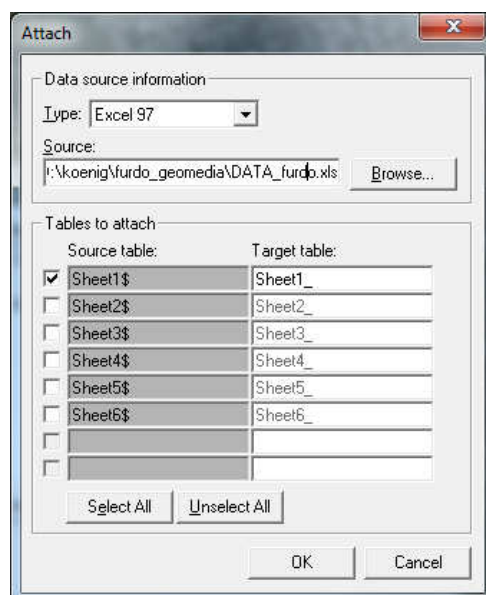 Attach
Data source information
Type: Excel 97
Source:
:\koenig\furdo_geomedia\DATA_furdo.xls Browse...
Tables to attach
Source table: Target table:
Sheet1$ Sheet1_
Sheet2$ Sheet2_
Sheet3$ Sheet3_
Sheet4$ Sheet4_
Sheet5$ Sheet5_
Sheet6$ Sheet6_
Select All Unselect All
OK Cancel